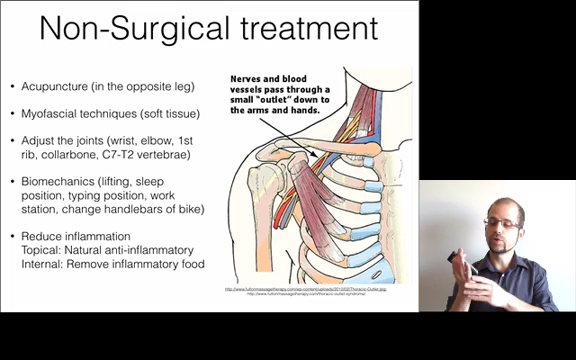 Non-Surgical treatment
• Acupuncture (in the opposite leg)
• Myofascial techniques (soft tissue)
• Adjust the joints (wrist, elbow, 1st
rib, collarbone, C7-T2 vertebrae)
• Biomechanics (lifting, sleep
position, typing position, work
station, change handlebars of bike)
• Reduce inflammation
Topical: Natural anti-inflammatory
Internal: Remove inflammatory food
Nerves and blood
vessels pass through a
small "outlet" down to
the arms and hands.